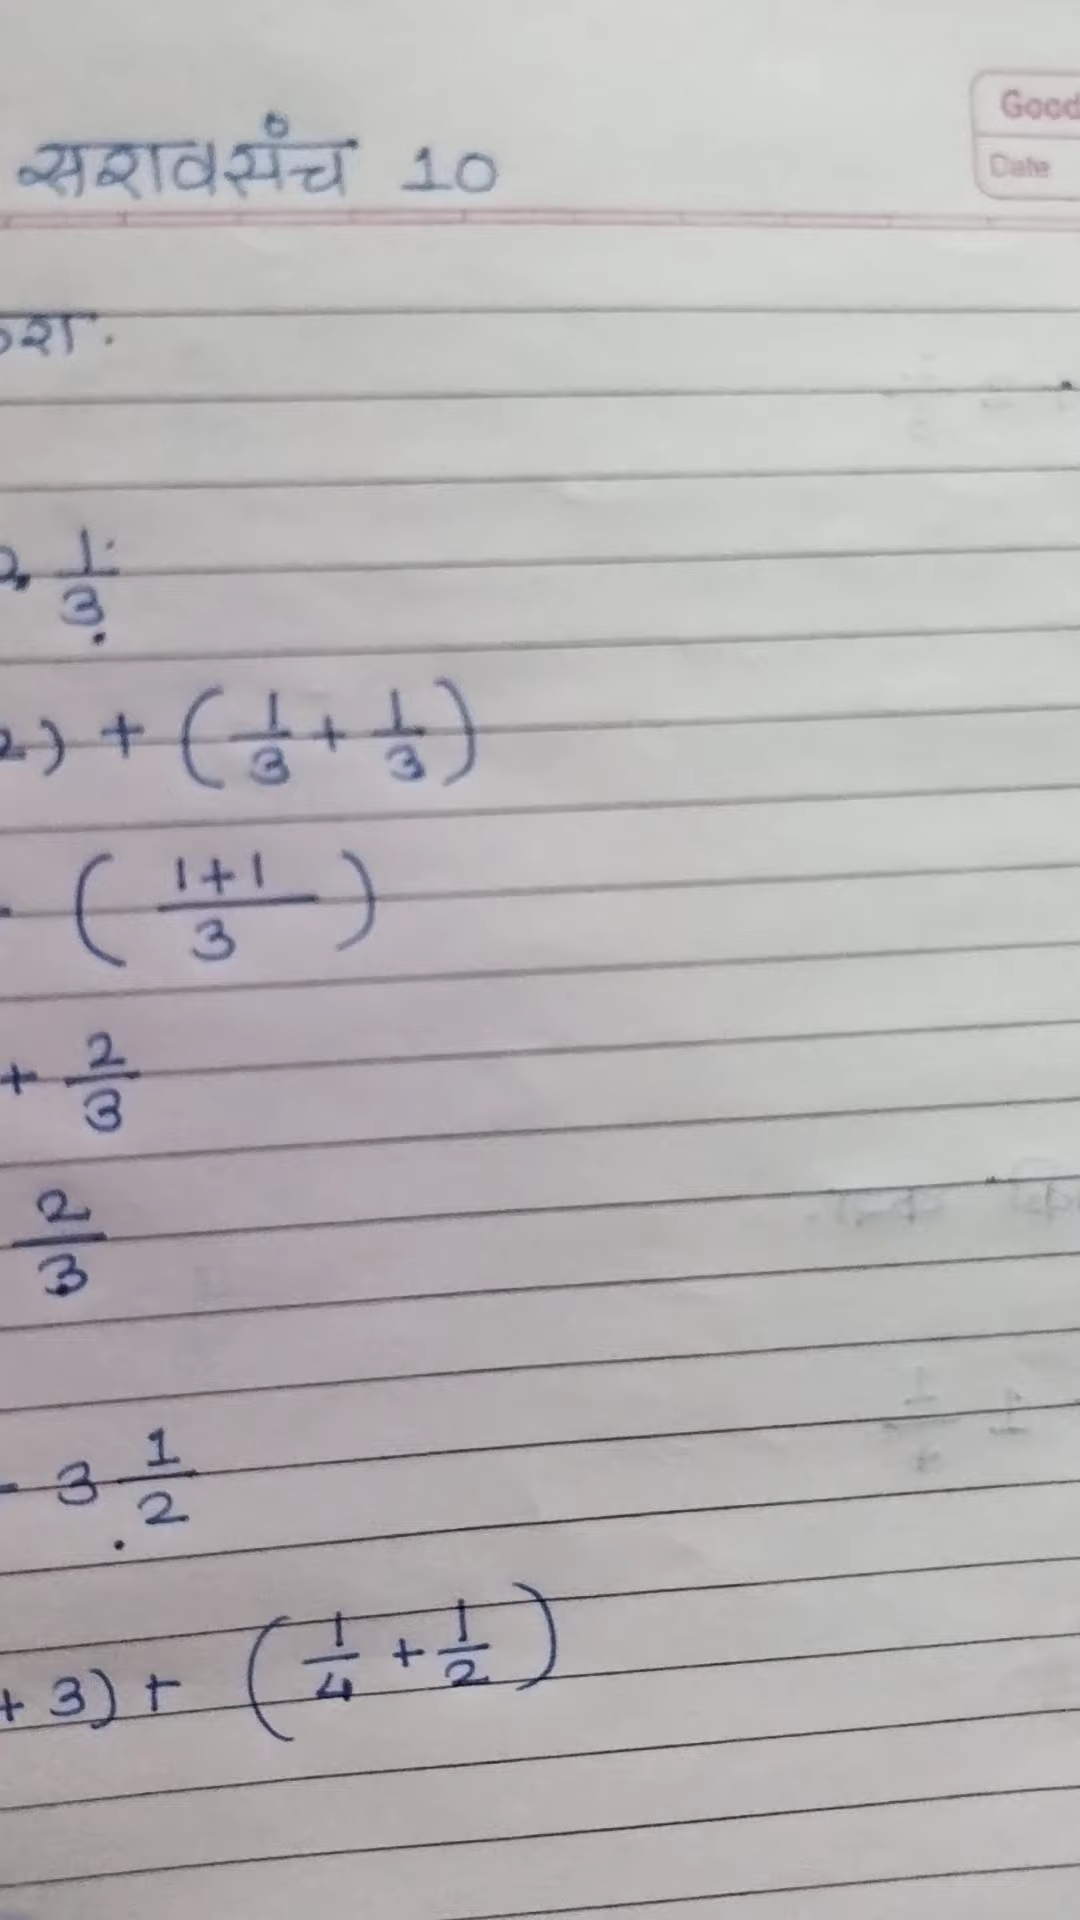 सरावसंच 10
Good
Date
1/3
2) + (1/3 + 1/3)
(1+1/3)
+ 2/3
2/3
3 1/2
+ 3) + (1/4 + 1/2)